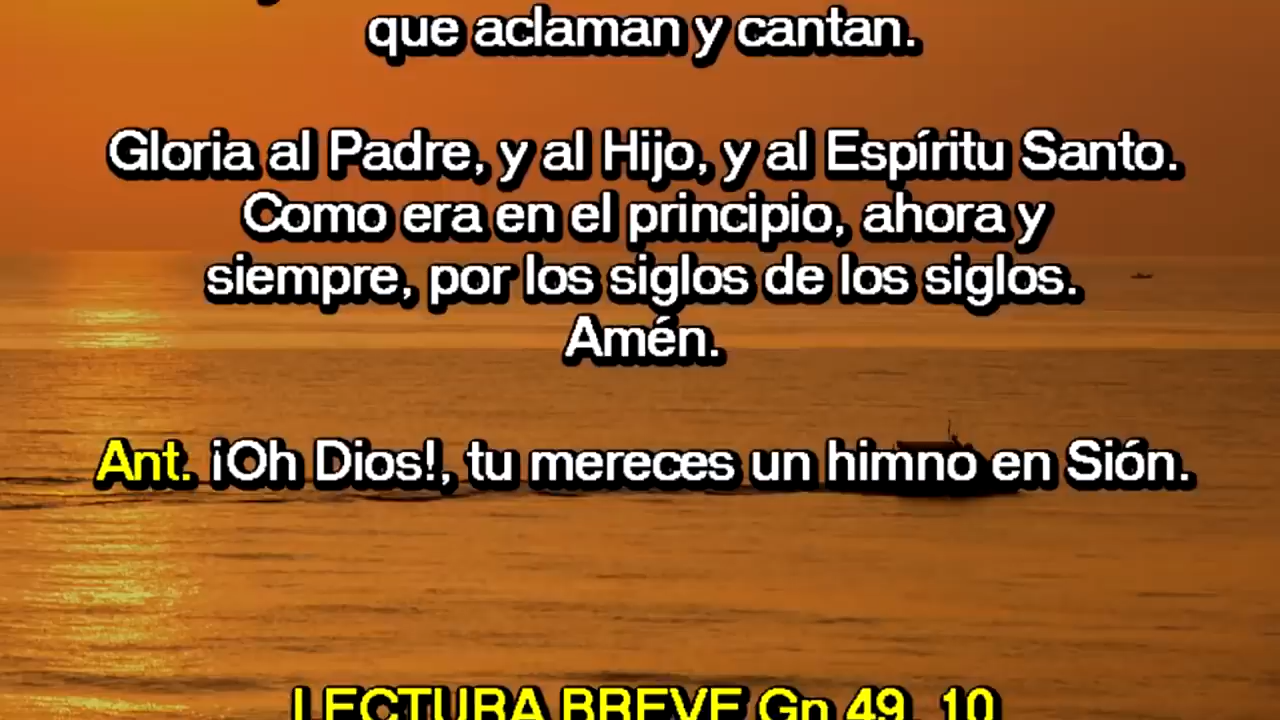 que aclaman y cantan.
Gloria al Padre, y al Hijo, y al Espíritu Santo.
Como era en el principio, ahora y
siempre, por los siglos de los siglos.
Amén.
Ant. ¡Oh Dios!, tu mereces un himno en Sión.
LECTURA BREVE Gn 49, 10